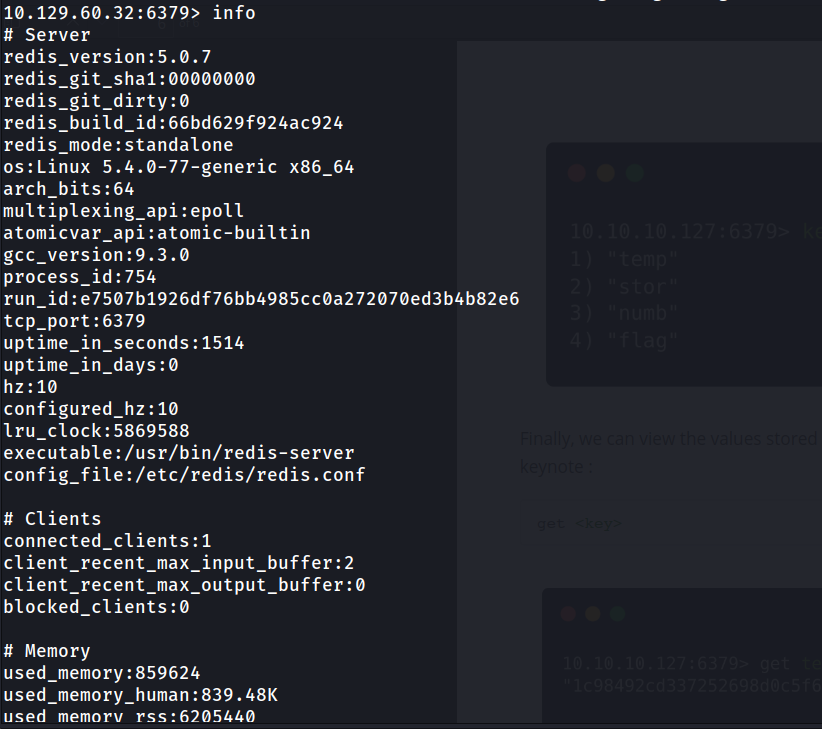 10.129.60.32:6379> info
# Server
redis_version:5.0.7
redis_git_sha1:00000000
redis_git_dirty:0
redis_build_id:66bd629f924ac924
redis_mode:standalone
os:Linux 5.4.0-77-generic x86_64
arch_bits:64
multiplexing_api:epoll
atomicvar_api:atomic-builtin
gcc_version:9.3.0
process_id:754
run_id:e7507b1926df76bb4985cc0a272070ed3b4b82e6
tcp_port:6379
uptime_in_seconds:1514
uptime_in_days:0
hz:10
configured_hz:10
lru_clock:5869588
executable:/usr/bin/redis-server
config_file:/etc/redis/redis.conf

# Clients
connected_clients:1
client_recent_max_input_buffer:2
client_recent_max_output_buffer:0
blocked_clients:0

# Memory
used_memory:859624
used_memory_human:839.48K
used_memory_rss:6205440
10.10.10.127:6379> ke
1) "temp"
2) "stor"
3) "numb"
4) "flag"
Finally, we can view the values stored
keynote :
get <key>
10.10.10.127:6379> get te
"1c98492cd337252698d0c5f6